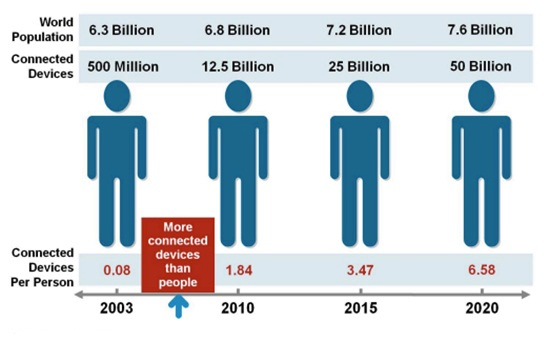 World Population 6.3 Billion 6.8 Billion 7.2 Billion 7.6 Billion
Connected Devices 500 Million 12.5 Billion 25 Billion 50 Billion
More connected devices than people
Connected Devices Per Person 0.08 1.84 3.47 6.58
2003 2010 2015 2020